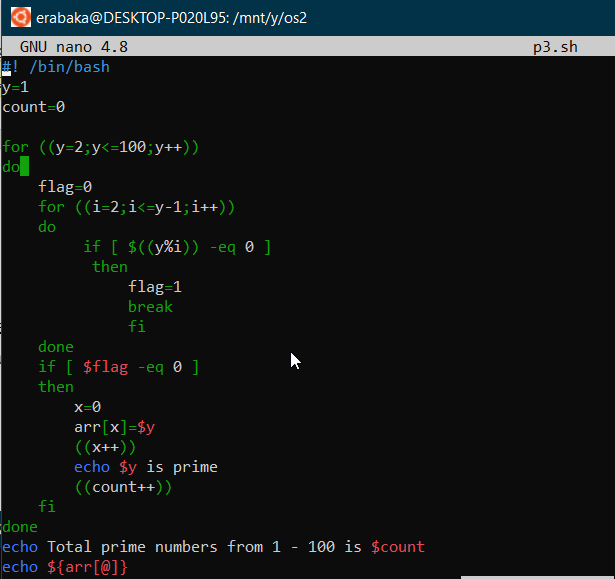 erabaka@DESKTOP-P020L95: /mnt/y/os2
GNU nano 4.8 p3.sh
#! /bin/bash
y=1
count=0
for ((y=2;y<=100;y++))
do
flag=0
for ((i=2;i<=y-1;i++))
do
if [ $((y%i)) -eq 0 ]
then
flag=1
break
fi
done
if [ $flag -eq 0 ]
then
x=0
arr[x]=$y
((x++))
echo $y is prime
((count++))
fi
done
echo Total prime numbers from 1 - 100 is $count
echo ${arr[@]}